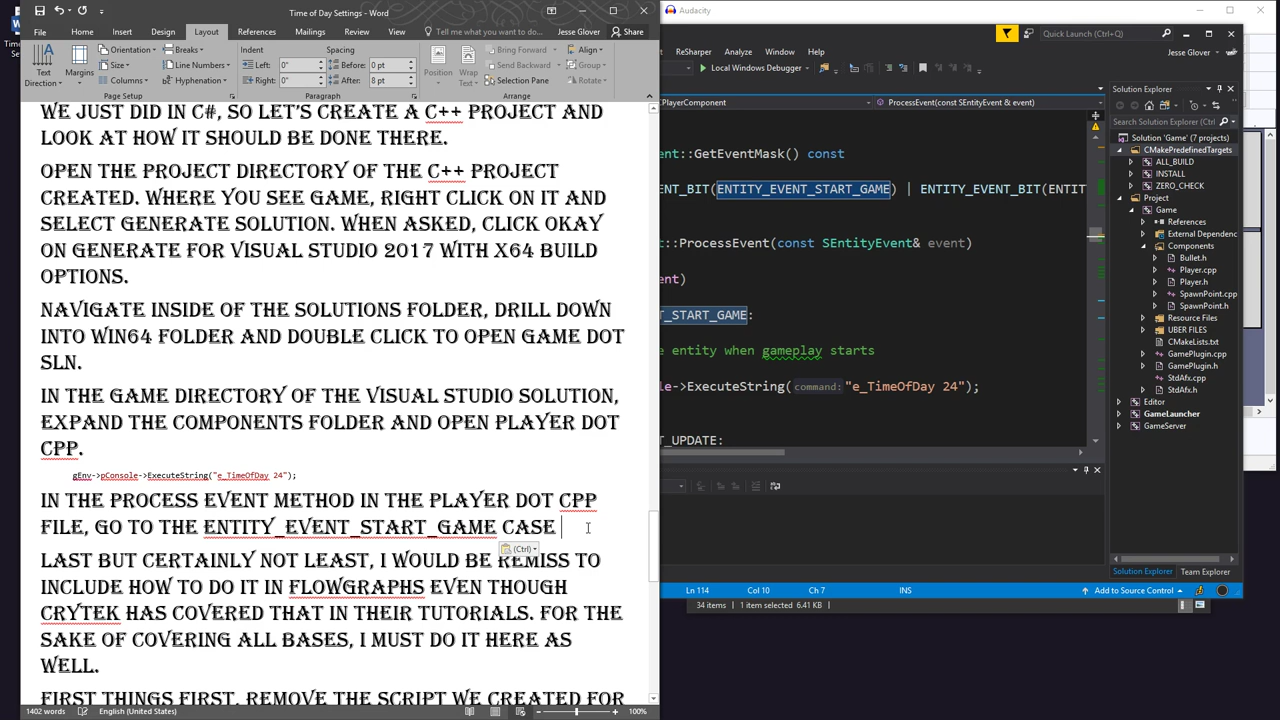 Time of Day Settings - Word
File Home Insert Design Layout References Mailings Review View Tell me what you want to do... Jesse Glover Share
Text Direction
Margins
Orientation
Size
Columns
Breaks
Line Numbers
Hyphenation
Page Setup
Indent
Left: 0"
Right: 0"
Spacing
Before: 0 pt
After: 8 pt
Paragraph
Position
Wrap Text
Bring Forward
Send Backward
Selection Pane
Align
Group
Rotate
Arrange
WE JUST DID IN C#, SO LET'S CREATE A C++ PROJECT AND
LOOK AT HOW IT SHOULD BE DONE THERE.
OPEN THE PROJECT DIRECTORY OF THE C++ PROJECT
CREATED. WHERE YOU SEE GAME, RIGHT CLICK ON IT AND
SELECT GENERATE SOLUTION. WHEN ASKED, CLICK OKAY
ON GENERATE FOR VISUAL STUDIO 2017 WITH X64 BUILD
OPTIONS.
NAVIGATE INSIDE OF THE SOLUTIONS FOLDER, DRILL DOWN
INTO WIN64 FOLDER AND DOUBLE CLICK TO OPEN GAME DOT
SLN.
IN THE GAME DIRECTORY OF THE VISUAL STUDIO SOLUTION,
EXPAND THE COMPONENTS FOLDER AND OPEN PLAYER DOT
CPP.
gEnv->pConsole->ExecuteString("e_TimeOfDay 24");
IN THE PROCESS EVENT METHOD IN THE PLAYER DOT CPP
FILE, GO TO THE ENTITY_EVENT_START_GAME CASE
(Ctrl)
LAST BUT CERTAINLY NOT LEAST, I WOULD BE REMISS TO
INCLUDE HOW TO DO IT IN FLOWGRAPHS EVEN THOUGH
CRYTEK HAS COVERED THAT IN THEIR TUTORIALS. FOR THE
SAKE OF COVERING ALL BASES, I MUST DO IT HERE AS
WELL.
FIRST THINGS FIRST, REMOVE THE SCRIPT WE CREATED FOR
1402 words English (United States) 100%
Audacity
Quick Launch (Ctrl+Q)
ReSharper Analyze Window Help
Jesse Glover
Local Windows Debugger
PlayerComponent
ProcessEvent(const SEntityEvent & event)
nt::GetEventMask() const
ENT_BIT(ENTITY_EVENT_START_GAME) | ENTITY_EVENT_BIT(ENTIT
t::ProcessEvent(const SEntityEvent& event)
ent)
T_START_GAME:
e entity when gameplay starts
le->ExecuteString(command: "e_TimeOfDay 24");
T_UPDATE:
Ln 114 Col 10 Ch 7 INS
34 items 1 item selected 6.41 KB
Solution Explorer
Search Solution Explorer (Ctrl
Solution 'Game' (7 projects)
CMakePredefinedTargets
ALL_BUILD
INSTALL
ZERO_CHECK
Project
Game
References
External Dependenc
Components
Bullet.h
Player.cpp
Player.h
SpawnPoint.cpp
SpawnPoint.h
Resource Files
UBER FILES
CMakeLists.txt
GamePlugin.cpp
GamePlugin.h
StdAfx.cpp
StdAfx.h
Editor
GameLauncher
GameServer
Solution Explorer Team Explorer
Add to Source Control